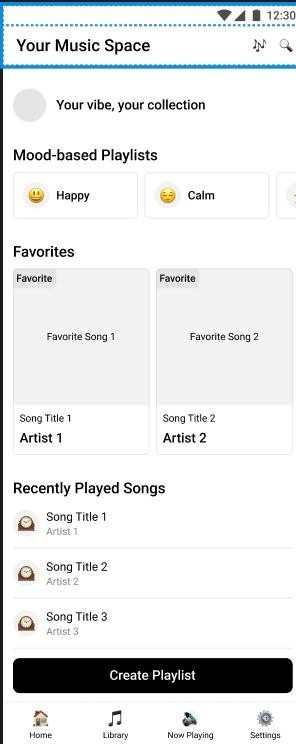 12:30
Your Music Space
Your vibe, your collection
Mood-based Playlists
Happy
Calm
Favorites
Favorite
Favorite
Favorite Song 1
Favorite Song 2
Song Title 1
Song Title 2
Artist 1
Artist 2
Recently Played Songs
Song Title 1
Artist 1
Song Title 2
Artist 2
Song Title 3
Artist 3
Create Playlist
Home
Library
Now Playing
Settings